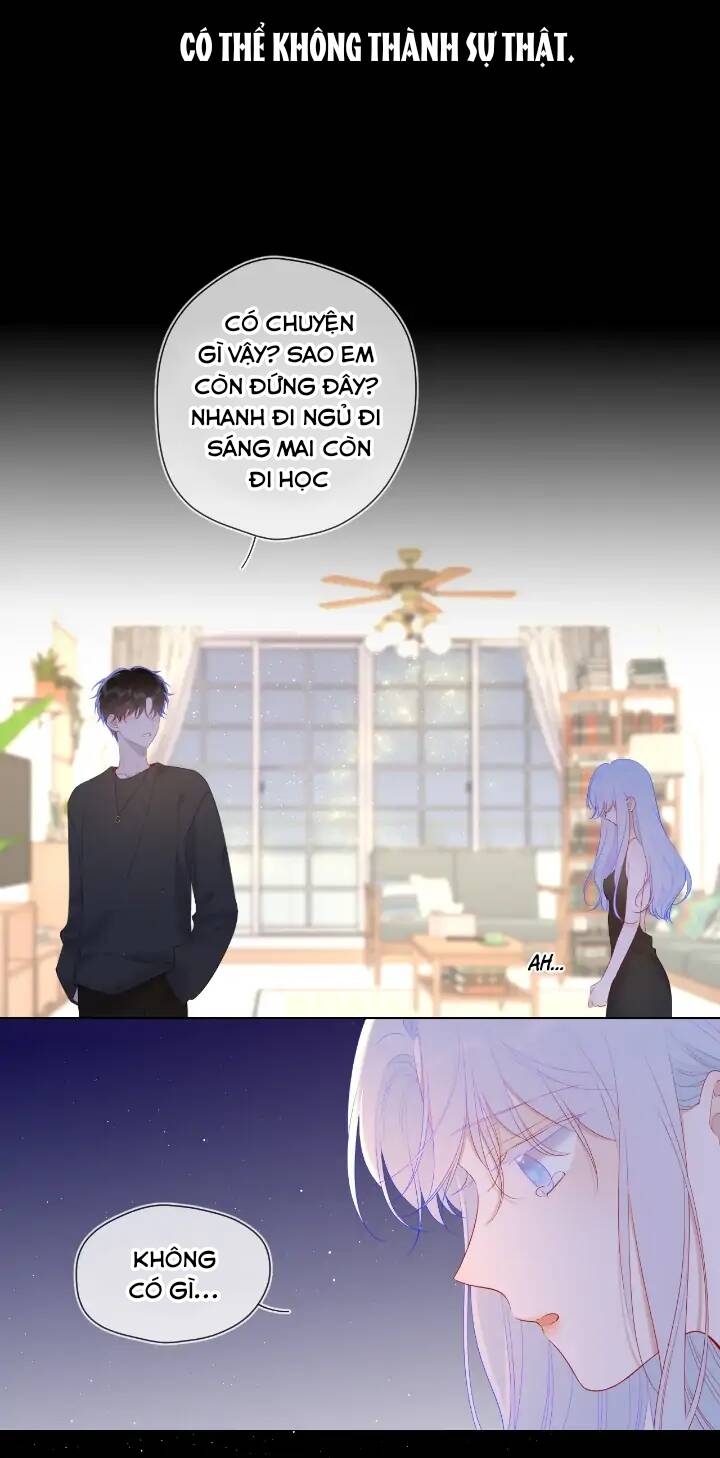 CÓ THỂ KHÔNG THÀNH SỰ THẬT.
CÓ CHUYỆN
GÌ VẬY? SAO EM
CÒN ĐỨNG ĐÂY?
NHANH ĐI NGỦ ĐI
SÁNG MAI CÒN
ĐI HỌC
AH...
KHÔNG
CÓ GÌ...